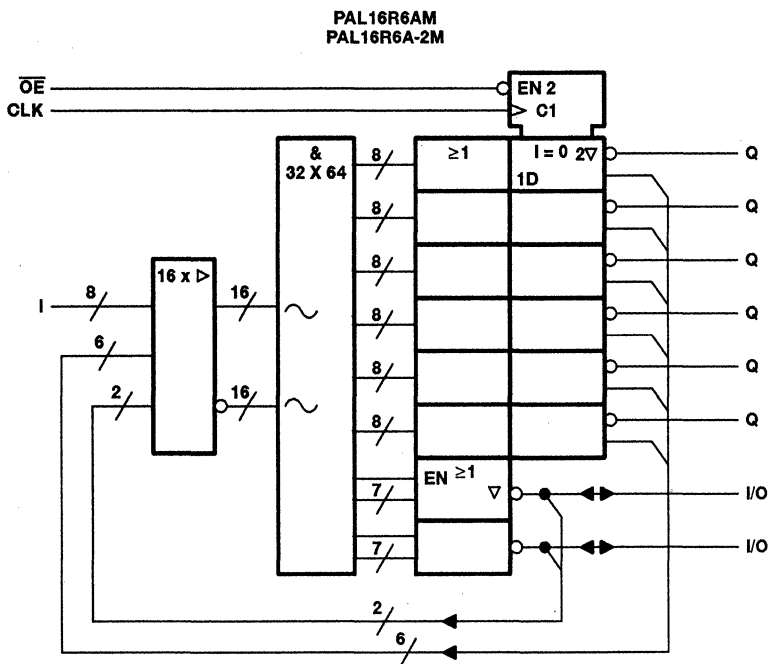 PAL16R6AM
PAL16R6A-2M
OE
EN 2
CLK
C1
&
32 X 64
8
≥1
I = 0
2▽
Q
1D
8
Q
8
Q
16 x ▷
I
8
16
8
Q
6
8
Q
2
16
8
Q
EN ≥1
7
▽
I/O
7
I/O
2
6